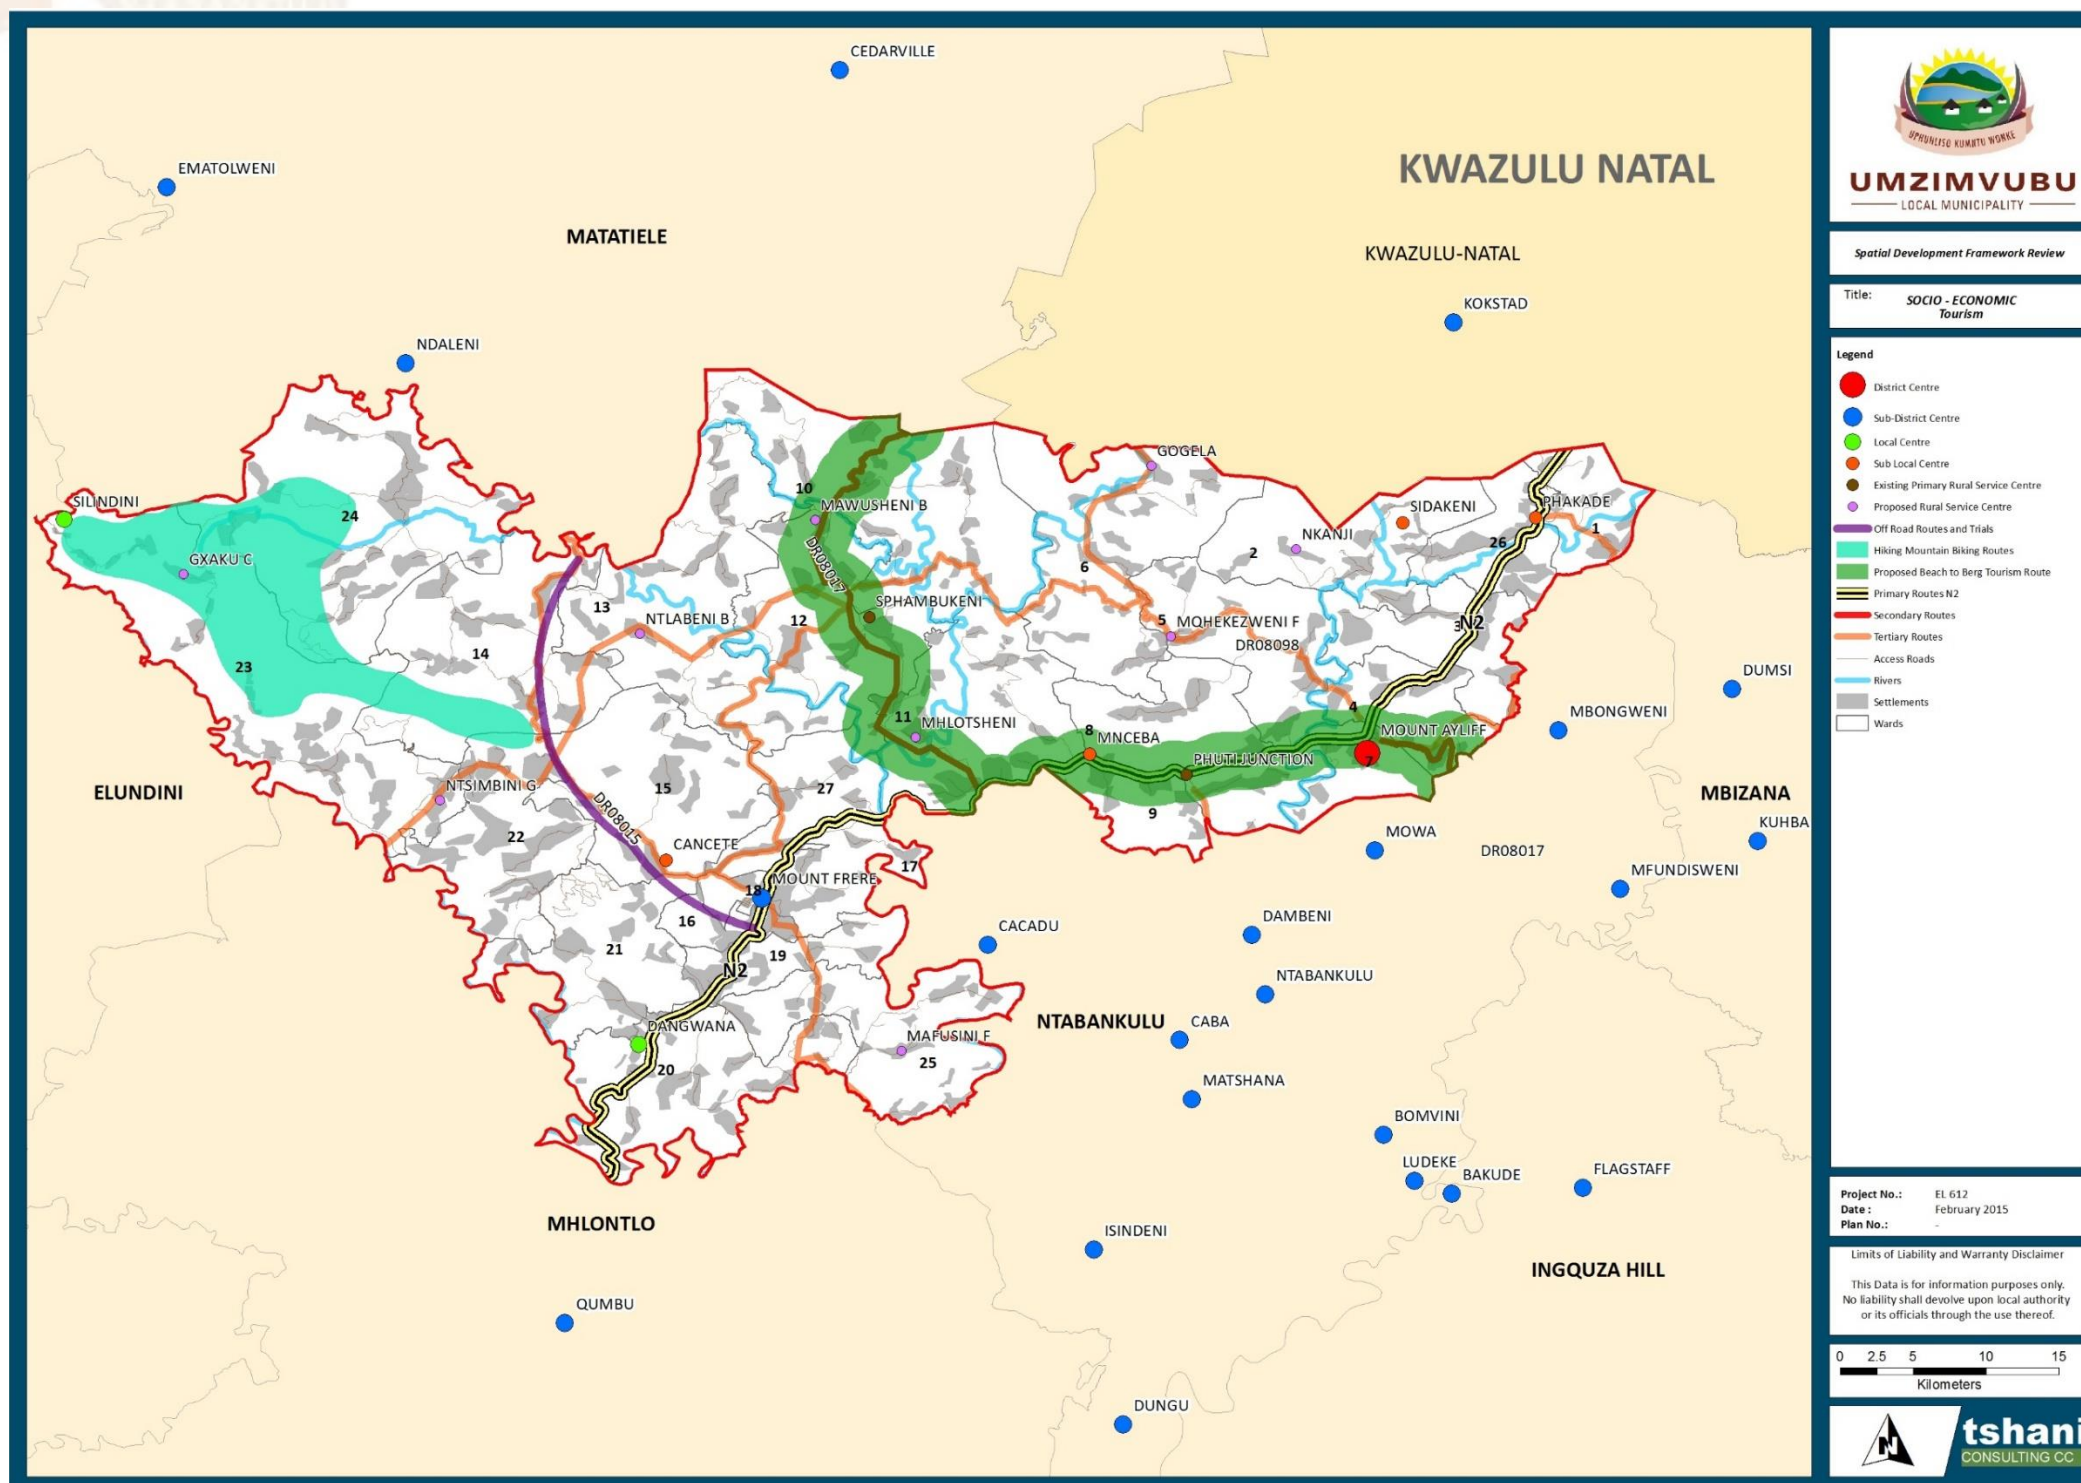 CEDARVILLE
EMATOLWENI
KWAZULU NATAL
MATATIELE
KWAZULU-NATAL
KOKSTAD
NDALENI
GOGELA
10
SILINDINI
MAWUSHENI B
SIDAKENI
PHAKADE
24
1
26
NKANJI
2
GXAKU C
6
DR08017
SPHAMBUKENI
13
NTLABENI B
12
5
MQHEKEZWENI F
3
N2
DR08098
14
23
DUMSI
4
MBONGWENI
11
MHLOTSHENI
8
MNCEBA
MOUNT AYLIFF
PHUTI JUNCTION
7
ELUNDINI
NTSIMBINI G
15
27
MBIZANA
DR08015
9
KUHBA
22
CANCETE
MOWA
DR08017
17
MFUNDISWENI
18
MOUNT FRERE
16
DAMBENI
CACADU
21
19
N2
NTABANKULU
NTABANKULU
CABA
DANGWANA
MAFUSINI F
25
20
MATSHANA
BOMVINI
LUDEKE
BAKUDE
FLAGSTAFF
MHLONTLO
ISINDENI
INGQUZA HILL
QUMBU
DUNGU
UPHUHLISO KUMNTU WONKE
UMZIMVUBU
LOCAL MUNICIPALITY
Spatial Development Framework Review
Title: SOCIO - ECONOMIC
Tourism
Legend
District Centre
Sub-District Centre
Local Centre
Sub Local Centre
Existing Primary Rural Service Centre
Proposed Rural Service Centre
Off Road Routes and Trials
Hiking Mountain Biking Routes
Proposed Beach to Berg Tourism Route
Primary Routes N2
Secondary Routes
Tertiary Routes
Access Roads
Rivers
Settlements
Wards
Project No.: EL 612
Date : February 2015
Plan No.: -
Limits of Liability and Warranty Disclaimer
This Data is for information purposes only.
No liability shall devolve upon local authority
or its officials through the use thereof.
0 2.5 5 10 15
Kilometers
N
tshani
CONSULTING CC